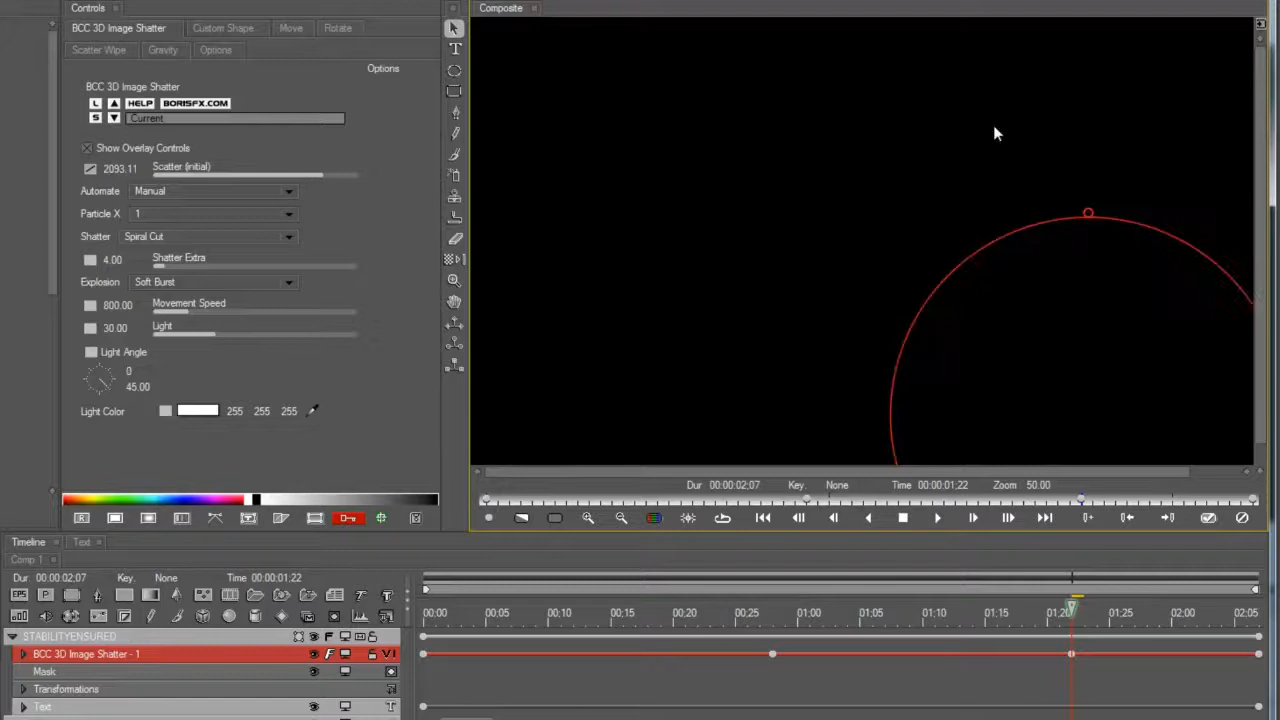 Controls
Composite
BCC 3D Image Shatter Custom Shape Move Rotate
Scatter Wipe Gravity Options
Options
BCC 3D Image Shatter
L HELP BORISFX.COM
S Current
Show Overlay Controls
2093.11 Scatter (initial)
Automate Manual
Particle X 1
Shatter Spiral Cut
4.00 Shatter Extra
Explosion Soft Burst
800.00 Movement Speed
30.00 Light
Light Angle
0
45.00
Light Color 255 255 255
Dur 00:00:02;07 Key. None Time 00:00:01;22 Zoom 50.00
Timeline Text
Comp 1
Dur. 00:00:02;07 Key. None Time 00:00:01;22
EPS P T T
00:00 00;05 00;10 00;15 00;20 00;25 01;00 01;05 01;10 01;15 01;20 01;25 02;00 02;05
STABILITYENSURED F
BCC 3D Image Shatter - 1 F V I
Mask
Transformations
Text T